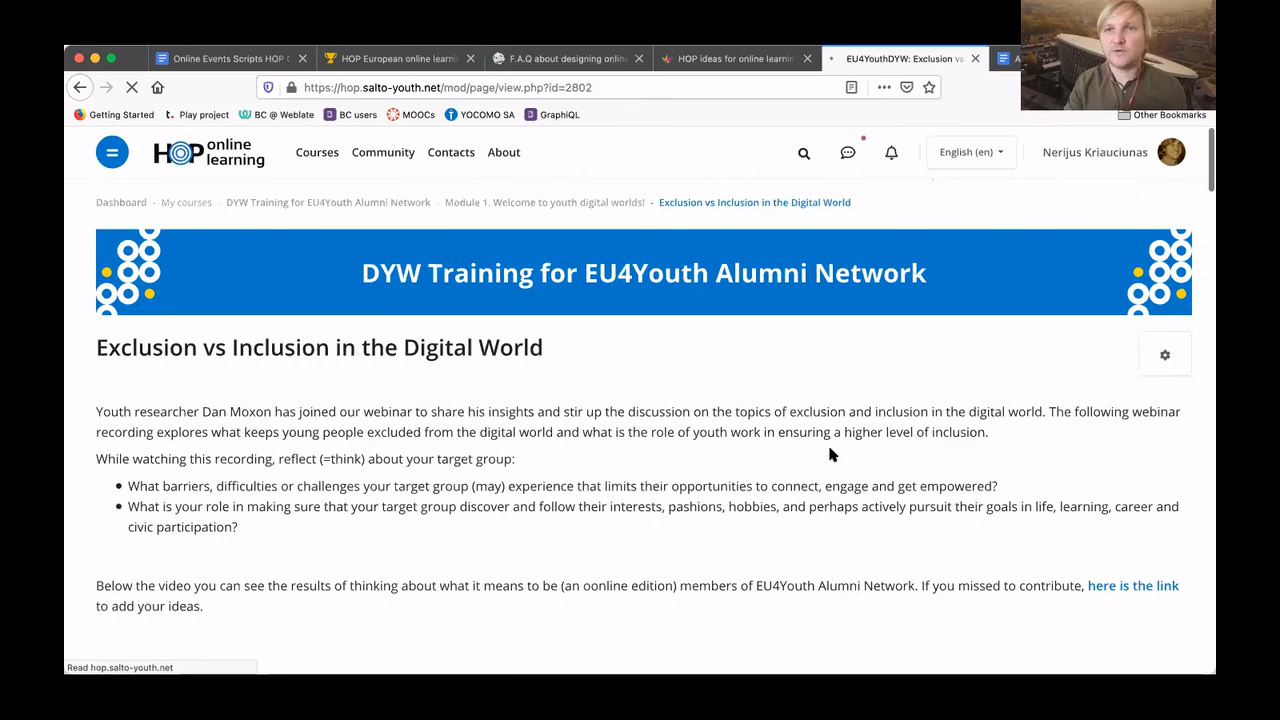 Online Events Scripts HOP
HOP European online learni
F.A.Q about designing online
HOP ideas for online learnin
EU4YouthDYW: Exclusion vs
https://hop.salto-youth.net/mod/page/view.php?id=2802
Getting Started
Play project
BC @ Weblate
BC users
MOOCs
YOCOMO SA
GraphiQL
Other Bookmarks
HOP online learning
Courses
Community
Contacts
About
English (en)
Nerijus Kriauciunas
Dashboard - My courses - DYW Training for EU4Youth Alumni Network - Module 1. Welcome to youth digital worlds! - Exclusion vs Inclusion in the Digital World
DYW Training for EU4Youth Alumni Network
Exclusion vs Inclusion in the Digital World
Youth researcher Dan Moxon has joined our webinar to share his insights and stir up the discussion on the topics of exclusion and inclusion in the digital world. The following webinar
recording explores what keeps young people excluded from the digital world and what is the role of youth work in ensuring a higher level of inclusion.
While watching this recording, reflect (=think) about your target group:
• What barriers, difficulties or challenges your target group (may) experience that limits their opportunities to connect, engage and get empowered?
• What is your role in making sure that your target group discover and follow their interests, pashions, hobbies, and perhaps actively pursuit their goals in life, learning, career and
civic participation?
Below the video you can see the results of thinking about what it means to be (an oonline edition) members of EU4Youth Alumni Network. If you missed to contribute, here is the link
to add your ideas.
Read hop.salto-youth.net